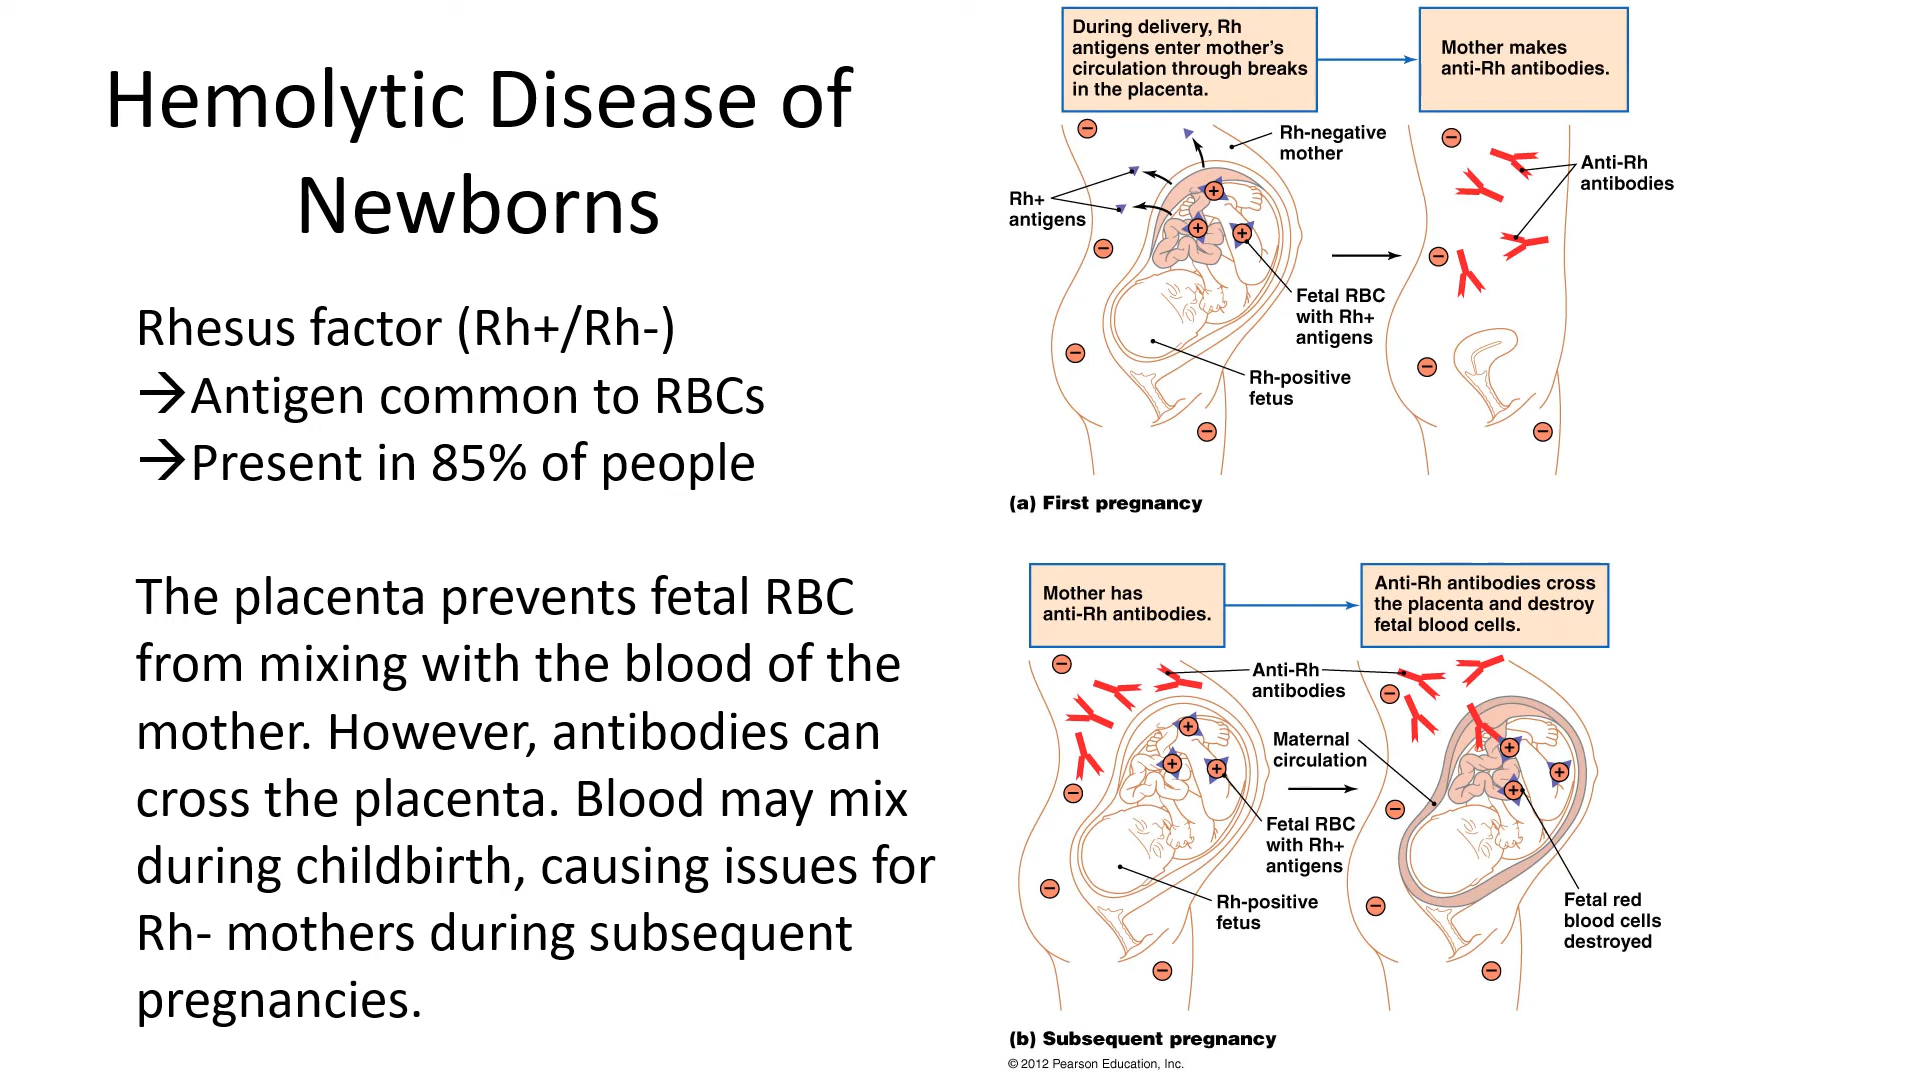 Hemolytic Disease of
Newborns
Rhesus factor (Rh+/Rh-)
→Antigen common to RBCs
→Present in 85% of people
The placenta prevents fetal RBC
from mixing with the blood of the
mother. However, antibodies can
cross the placenta. Blood may mix
during childbirth, causing issues for
Rh- mothers during subsequent
pregnancies.
During delivery, Rh
antigens enter mother's
circulation through breaks
in the placenta.
Mother makes
anti-Rh antibodies.
Rh-negative
mother
Anti-Rh
antibodies
Rh+
antigens
Fetal RBC
with Rh+
antigens
Rh-positive
fetus
(a) First pregnancy
Mother has
anti-Rh antibodies.
Anti-Rh antibodies cross
the placenta and destroy
fetal blood cells.
Anti-Rh
antibodies
Maternal
circulation
Fetal RBC
with Rh+
antigens
Rh-positive
fetus
Fetal red
blood cells
destroyed
(b) Subsequent pregnancy
© 2012 Pearson Education, Inc.